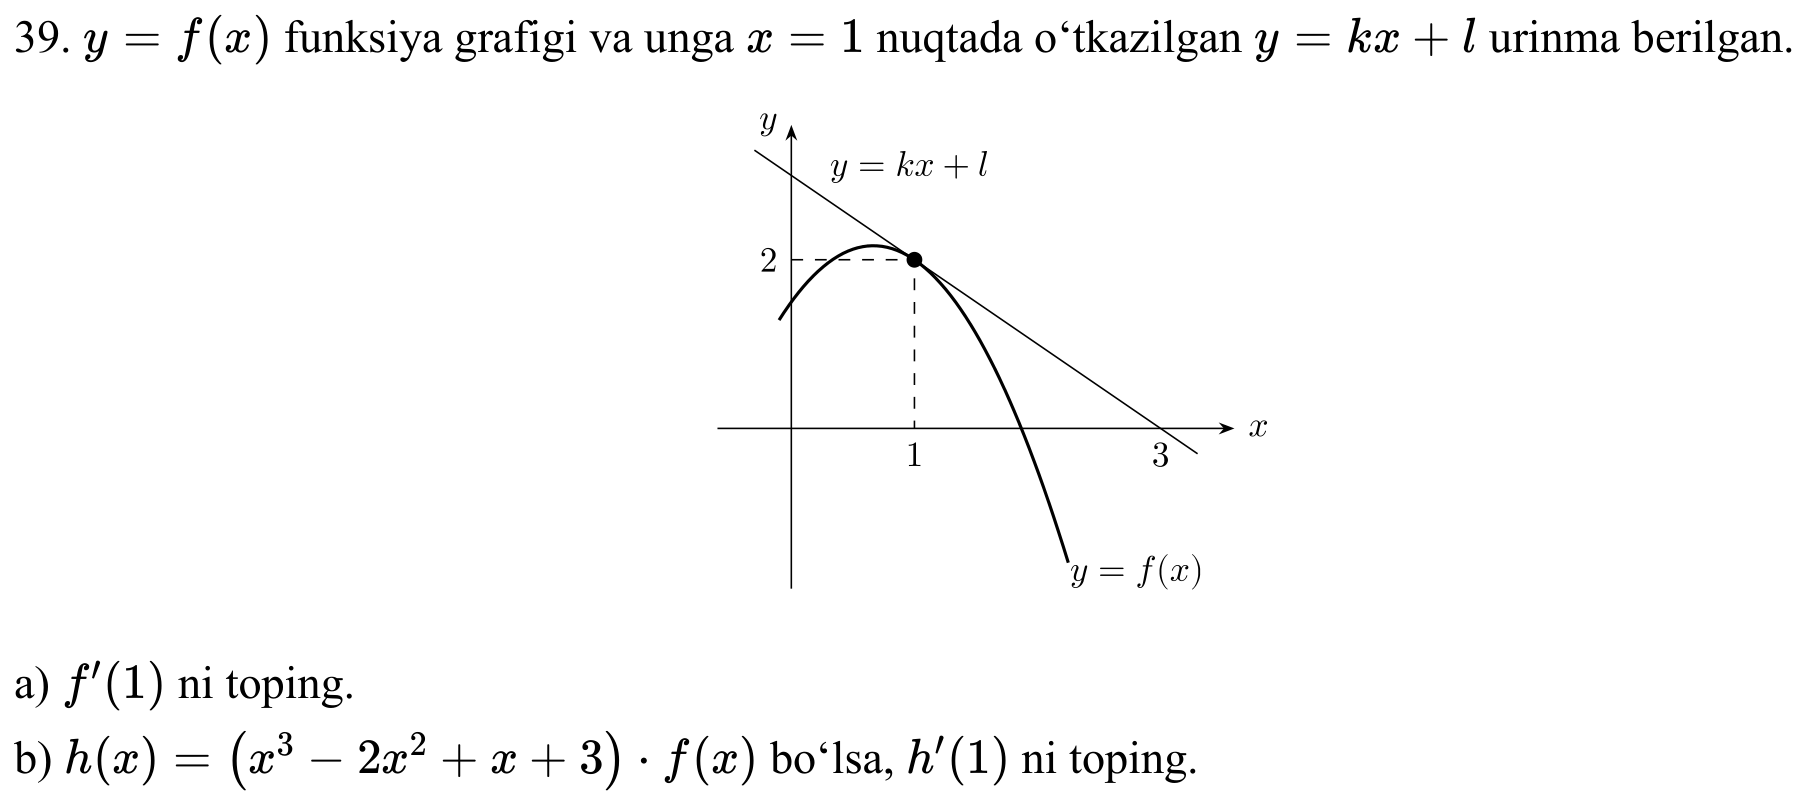 39. y = f(x) funksiya grafigi va unga x = 1 nuqtada o‘tkazilgan y = kx + l urinma berilgan.
y
y = kx + l
2
x
1
3
y = f(x)
a) f′(1) ni toping.
b) h(x) = (x³ − 2x² + x + 3) · f(x) bo‘lsa, h′(1) ni toping.